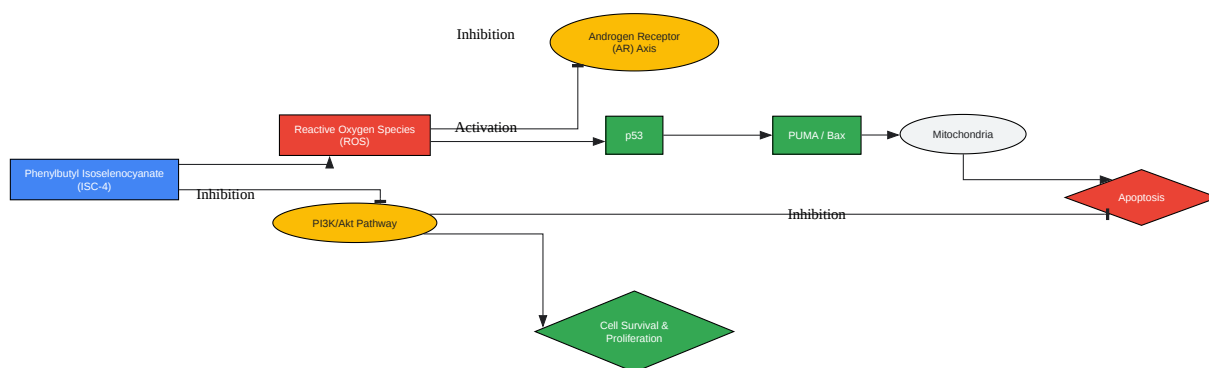 Inhibition
Androgen Receptor
(AR) Axis
Reactive Oxygen Species
(ROS)
Activation
p53
PUMA / Bax
Mitochondria
Phenylbutyl Isoselenocyanate
(ISC-4)
Inhibition
PI3K/Akt Pathway
Inhibition
Apoptosis
Cell Survival &
Proliferation